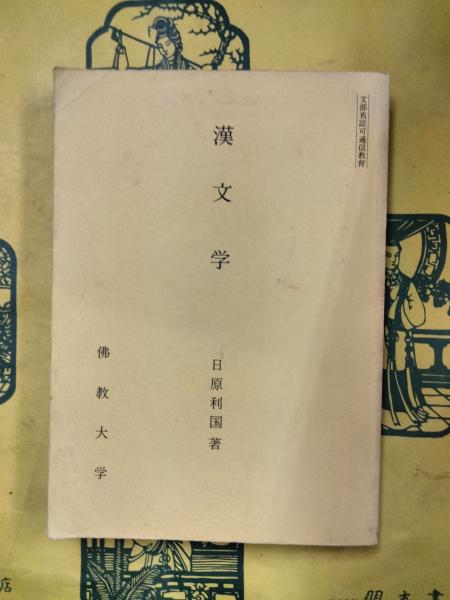 文部省認可通信教育
漢文学
日原利国著
佛教大学
店
朋友書